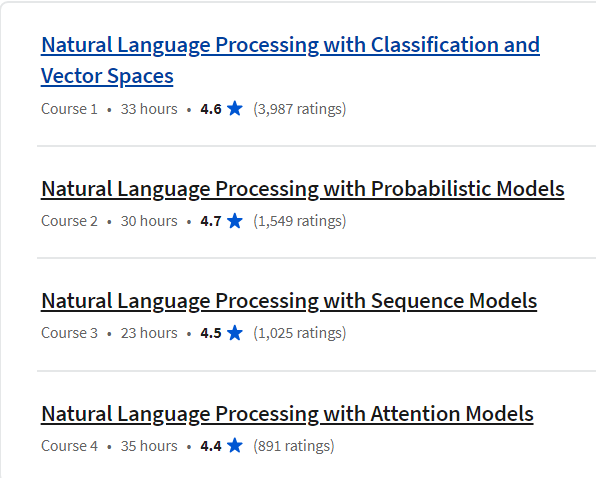 Natural Language Processing with Classification and
Vector Spaces
Course 1 • 33 hours • 4.6 ★ (3,987 ratings)
Natural Language Processing with Probabilistic Models
Course 2 • 30 hours • 4.7 ★ (1,549 ratings)
Natural Language Processing with Sequence Models
Course 3 • 23 hours • 4.5 ★ (1,025 ratings)
Natural Language Processing with Attention Models
Course 4 • 35 hours • 4.4 ★ (891 ratings)